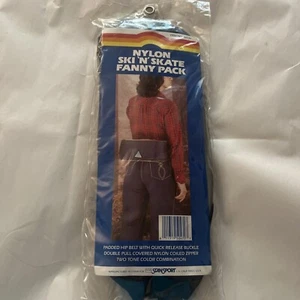 NYLON
SKI 'N' SKATE
FANNY PACK
PADDED HIP BELT WITH QUICK RELEASE BUCKLE
DOUBLE PULL COVERED NYLON COILED ZIPPER
TWO TONE COLOR COMBINATION
STANSPORT